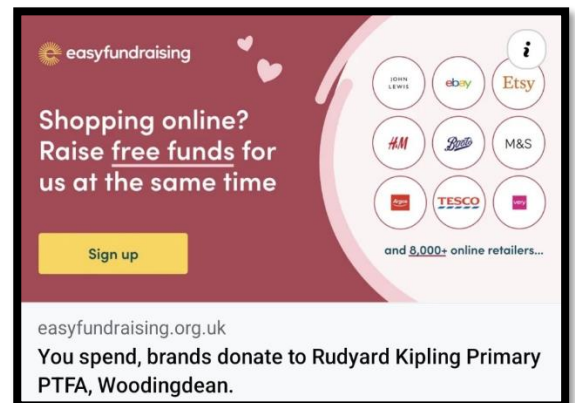 easyfundraising
i
Shopping online?
Raise free funds for
us at the same time
Sign up
JOHN
LEWIS
ebay
Etsy
H&M
Boots
M&S
Argos
TESCO
very
and 8,000+ online retailers...
easyfundraising.org.uk
You spend, brands donate to Rudyard Kipling Primary
PTFA, Woodingdean.